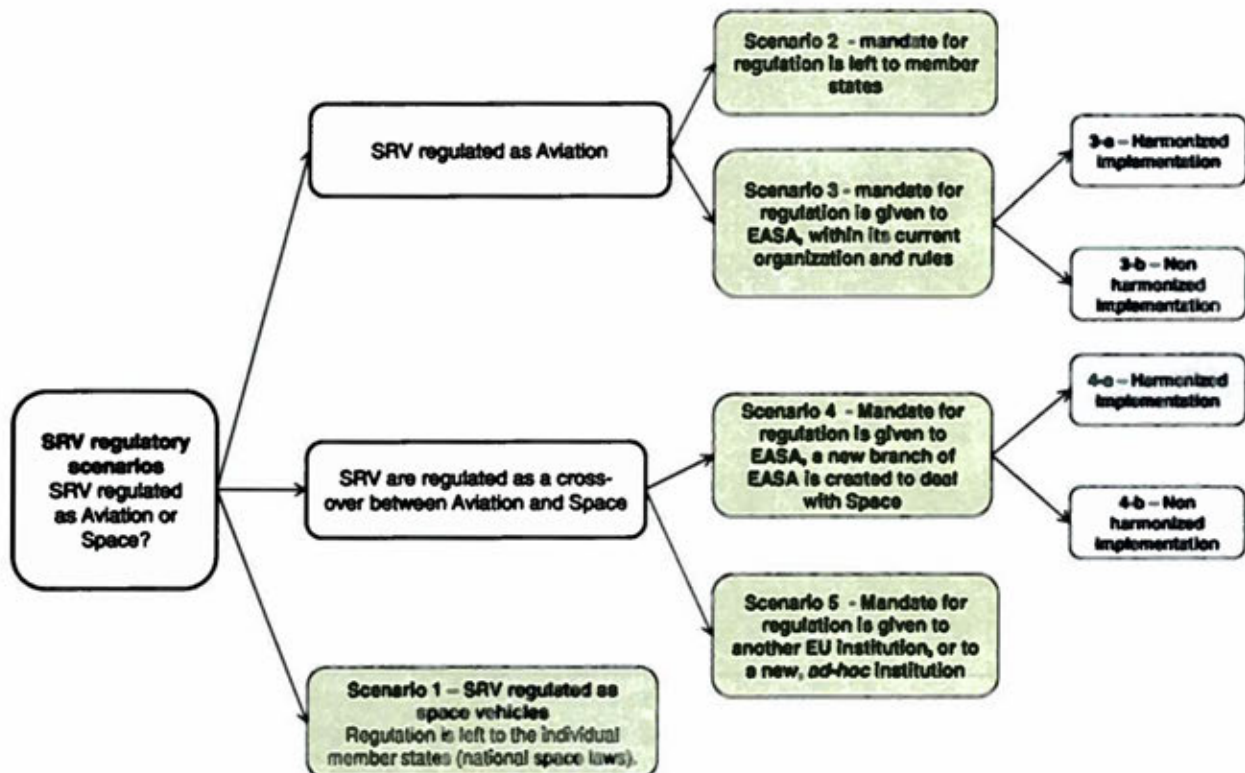 Scenario 2 - mandate for
regulation is left to member
states
SRV regulated as Aviation
3-a – Harmonized
implementation
Scenario 3 - mandate for
regulation is given to
EASA, within its current
organization and rules
3-b – Non
harmonized
implementation
4-a – Harmonized
implementation
SRV regulatory
scenarios
SRV regulated
as Aviation or
Space?
SRV are regulated as a cross-
over between Aviation and Space
Scenario 4 - Mandate for
regulation is given to
EASA, a new branch of
EASA is created to deal
with Space
4-b – Non
harmonized
implementation
Scenario 5 - Mandate for
regulation is given to
another EU institution, or to
a new, ad-hoc institution
Scenario 1 – SRV regulated as
space vehicles
Regulation is left to the individual
member states (national space laws).